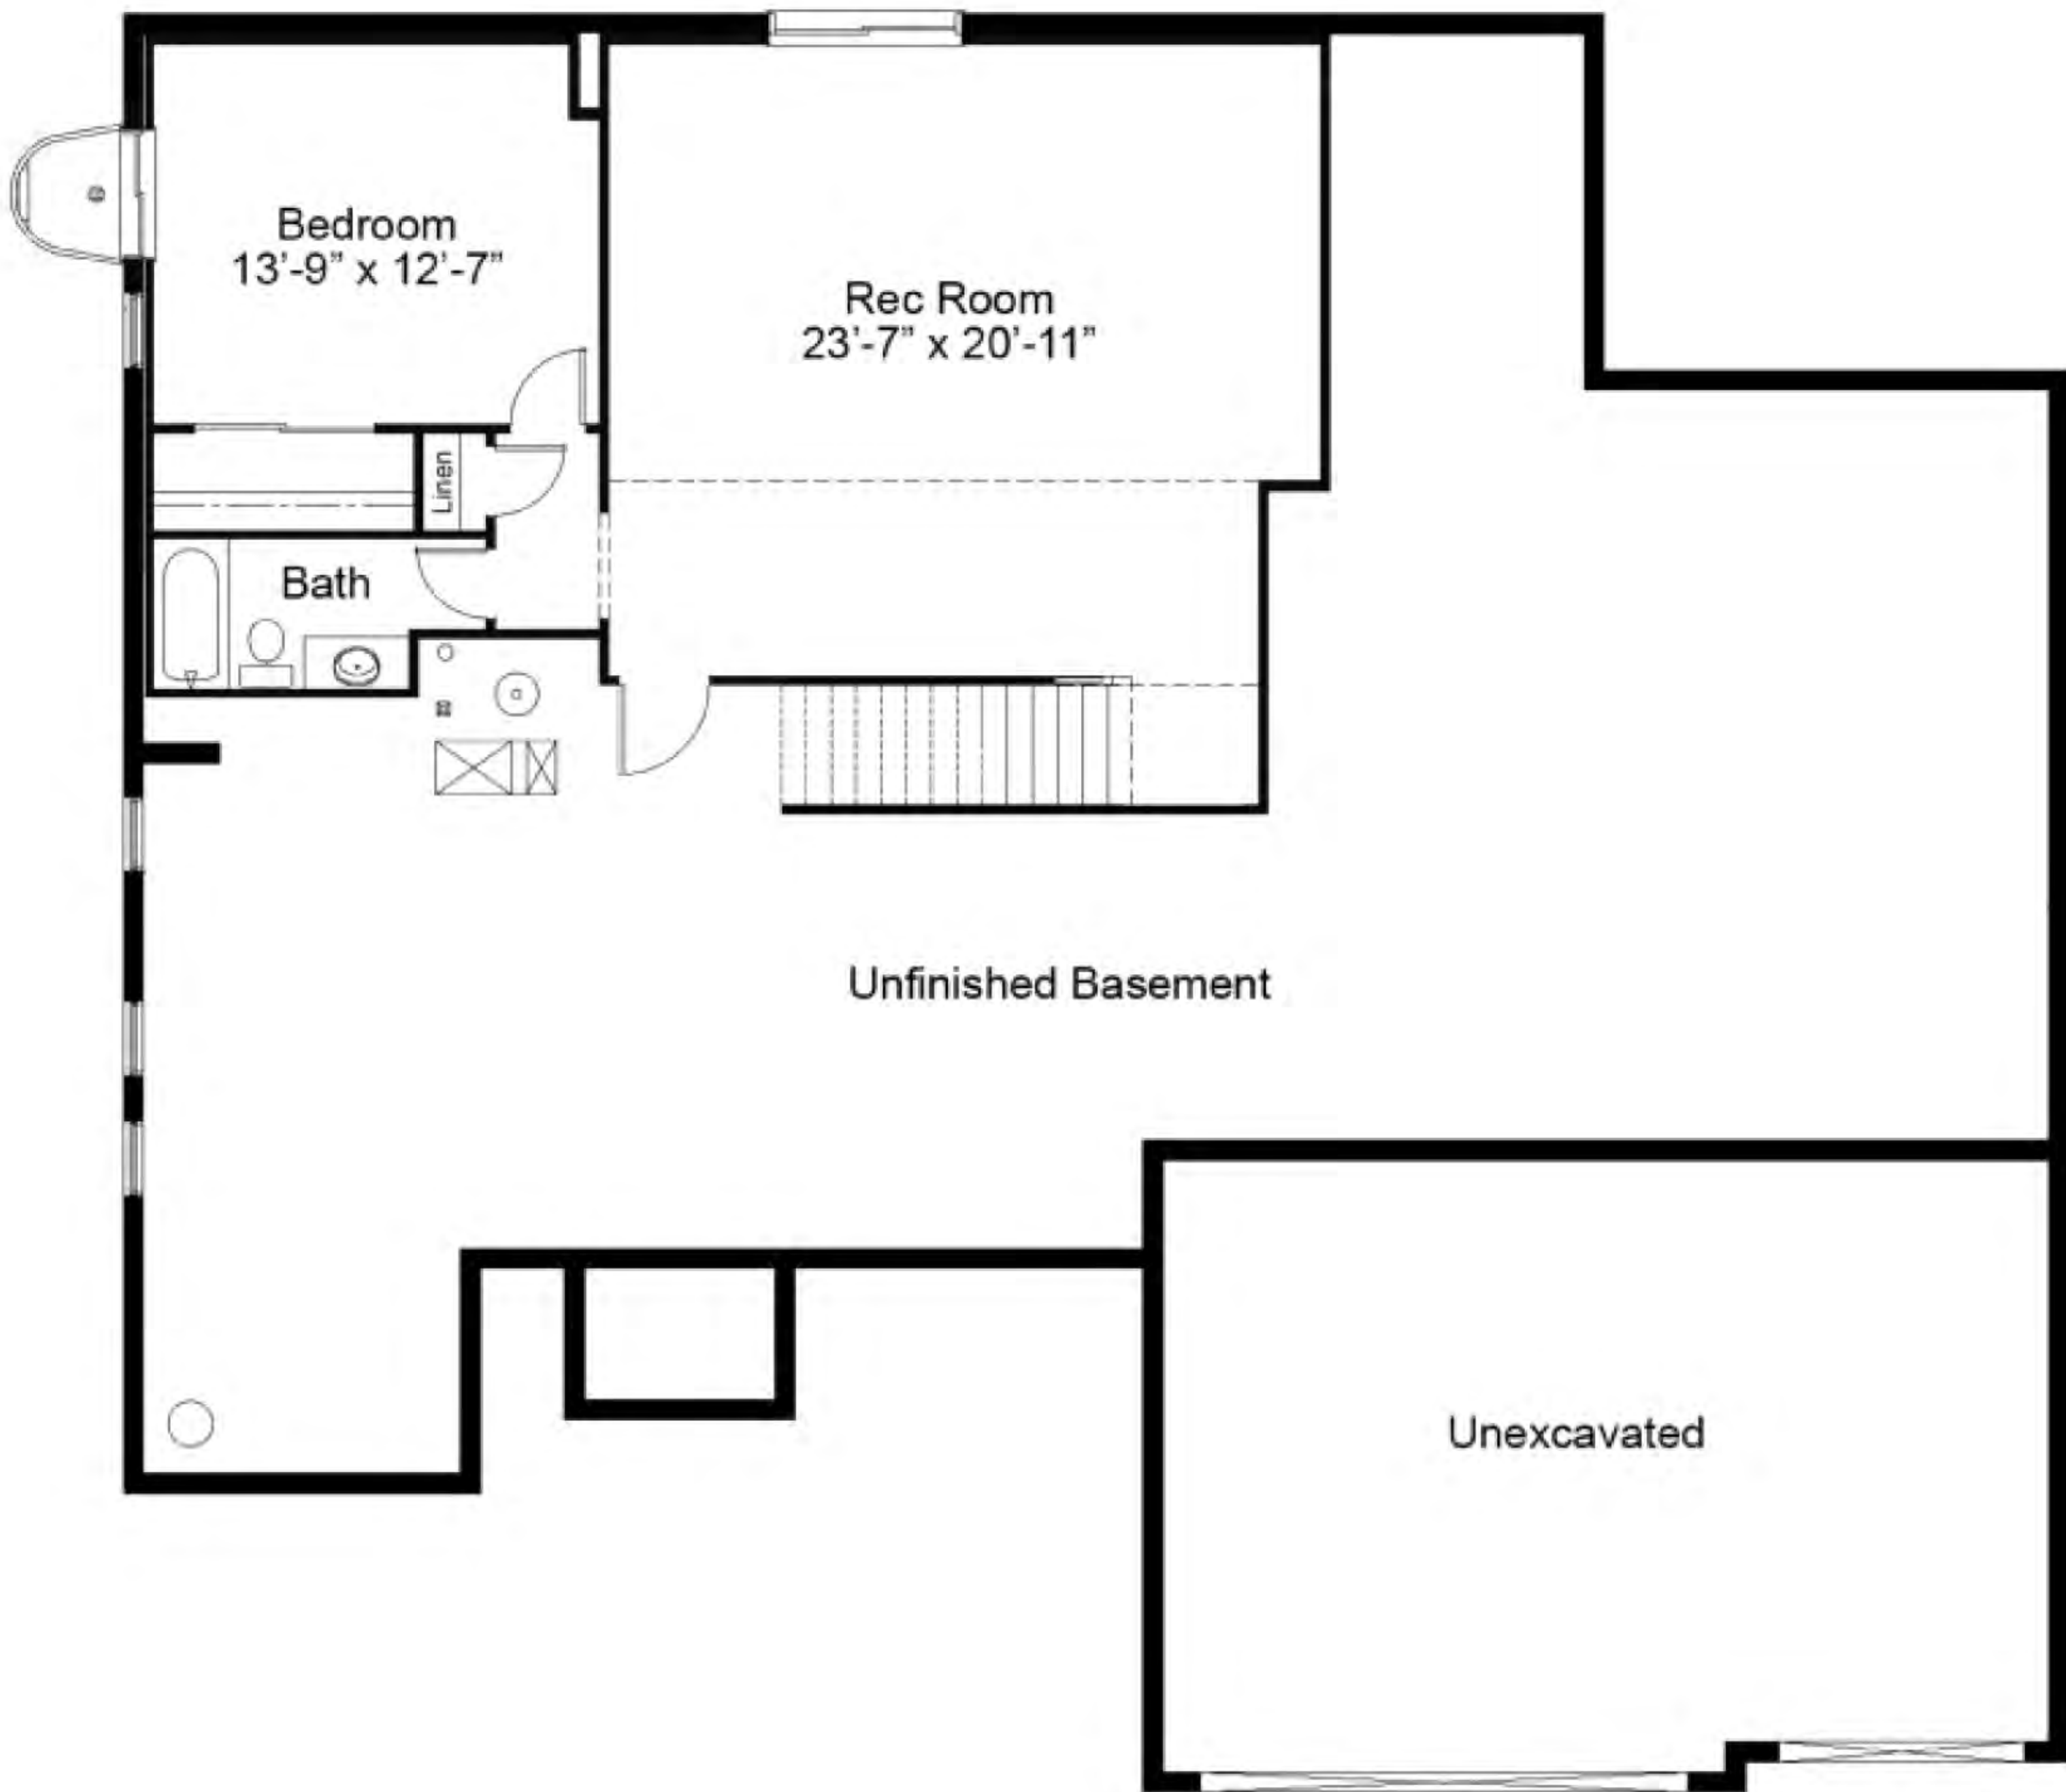 Bedroom
13’-9” x 12’-7”
Rec Room
23’-7” x 20’-11”
Linen
Bath
Unfinished Basement
Unexcavated